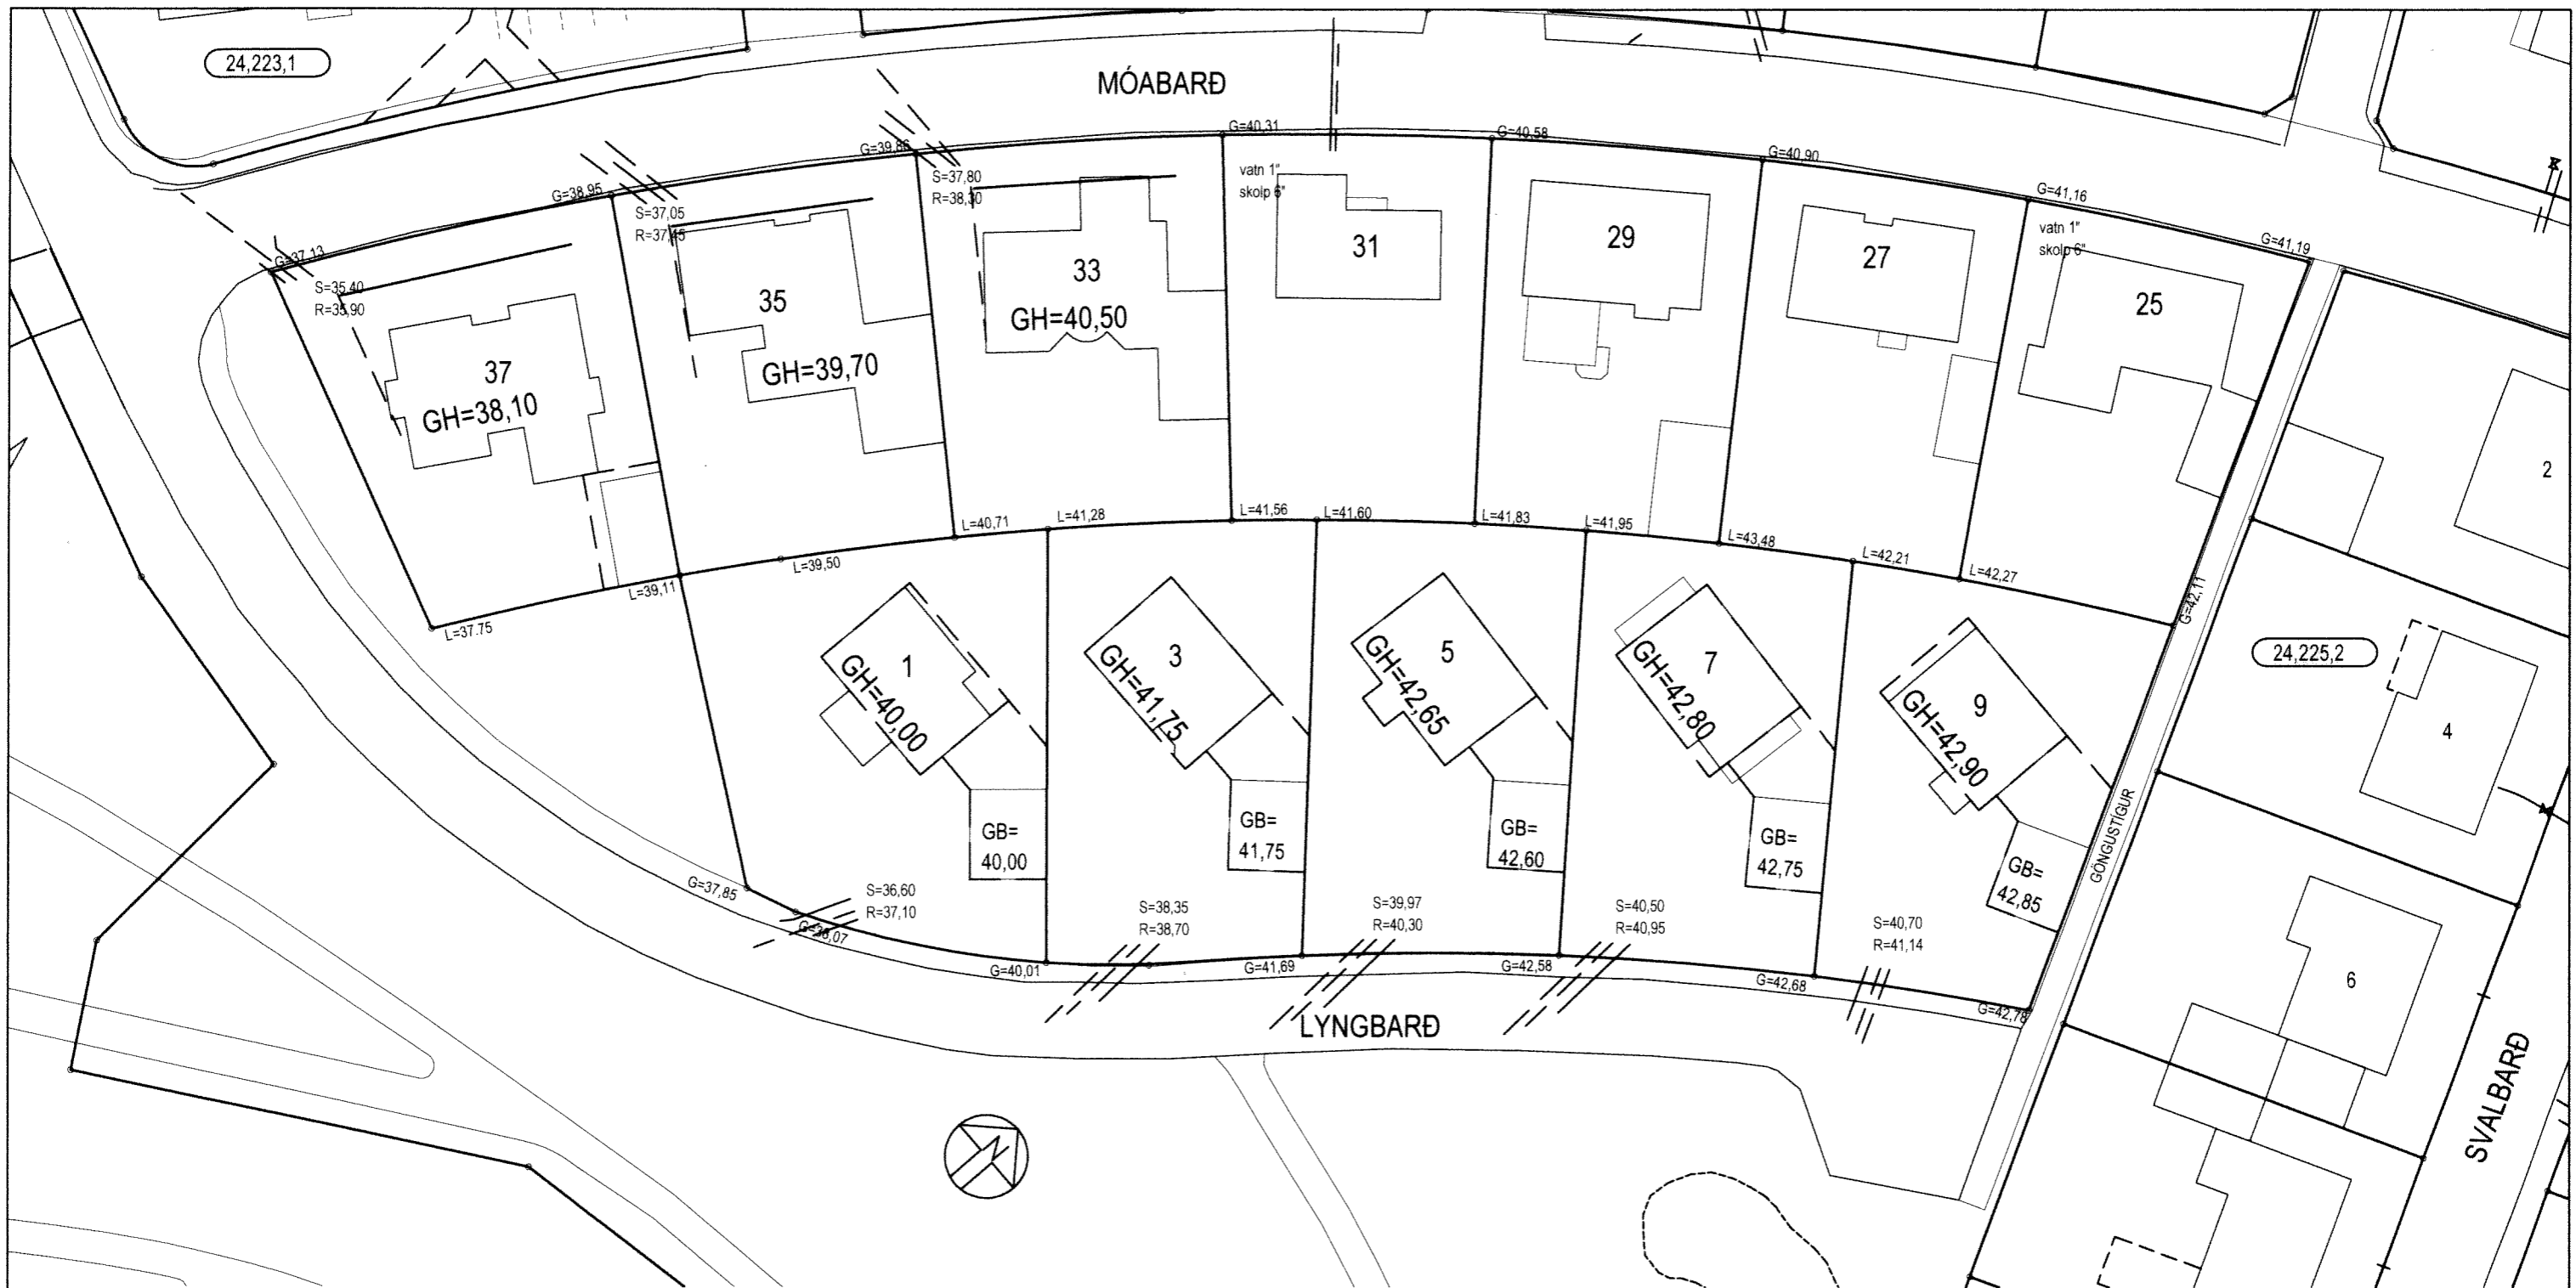 24,223,1
MÓABARÐ
G=37,13
G=38,95
G=39,86
G=40,31
G=40,58
G=40,90
G=41,16
G=41,19
S=35,40
R=35,90
S=37,05
R=37,45
S=37,80
R=38,30
vatn 1"
skolp 6"
vatn 1"
skolp 6"
37
GH=38,10
35
GH=39,70
33
GH=40,50
31
29
27
25
2
L=37.75
L=39,11
L=39,50
L=40,71
L=41,28
L=41,56
L=41,60
L=41,83
L=41,95
L=43,48
L=42,21
L=42,27
G=42,11
24,225,2
1
GH=40,00
3
GH=41,75
5
GH=42,65
7
GH=42,80
9
GH=42,90
4
6
GB=
40,00
GB=
41,75
GB=
42,60
GB=
42,75
GB=
42,85
GÖNGUSTÍGUR
S=36,60
R=37,10
S=38,35
R=38,70
S=39,97
R=40,30
S=40,50
R=40,95
S=40,70
R=41,14
G=37,85
G=38,07
G=40,01
G=41,69
G=42,58
G=42,68
G=42,78
LYNGBARÐ
SVALBARÐ